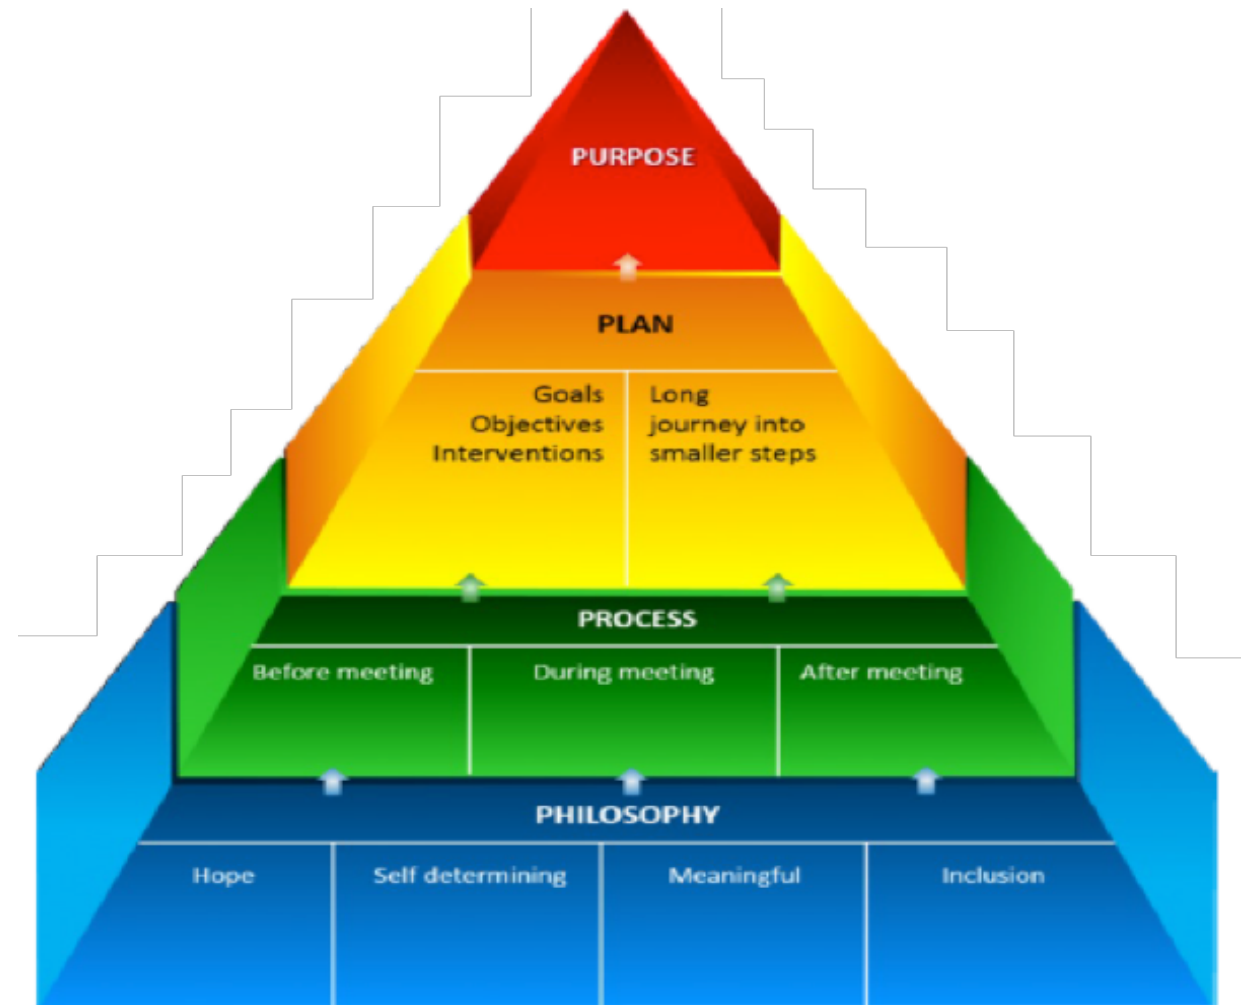 PURPOSE
PLAN
Goals
Objectives
Interventions
Long
journey into
smaller steps
PROCESS
Before meeting
During meeting
After meeting
PHILOSOPHY
Hope
Self determining
Meaningful
Inclusion